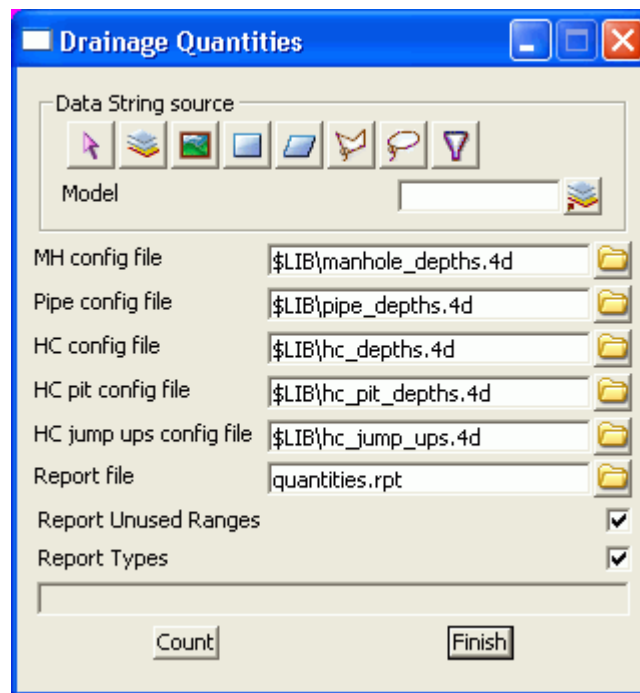 Drainage Quantities
Data String source
Model
MH config file $LIB\manhole_depths.4d
Pipe config file $LIB\pipe_depths.4d
HC config file $LIB\hc_depths.4d
HC pit config file $LIB\hc_pit_depths.4d
HC jump ups config file $LIB\hc_jump_ups.4d
Report file quantities.rpt
Report Unused Ranges
Report Types
Count Finish